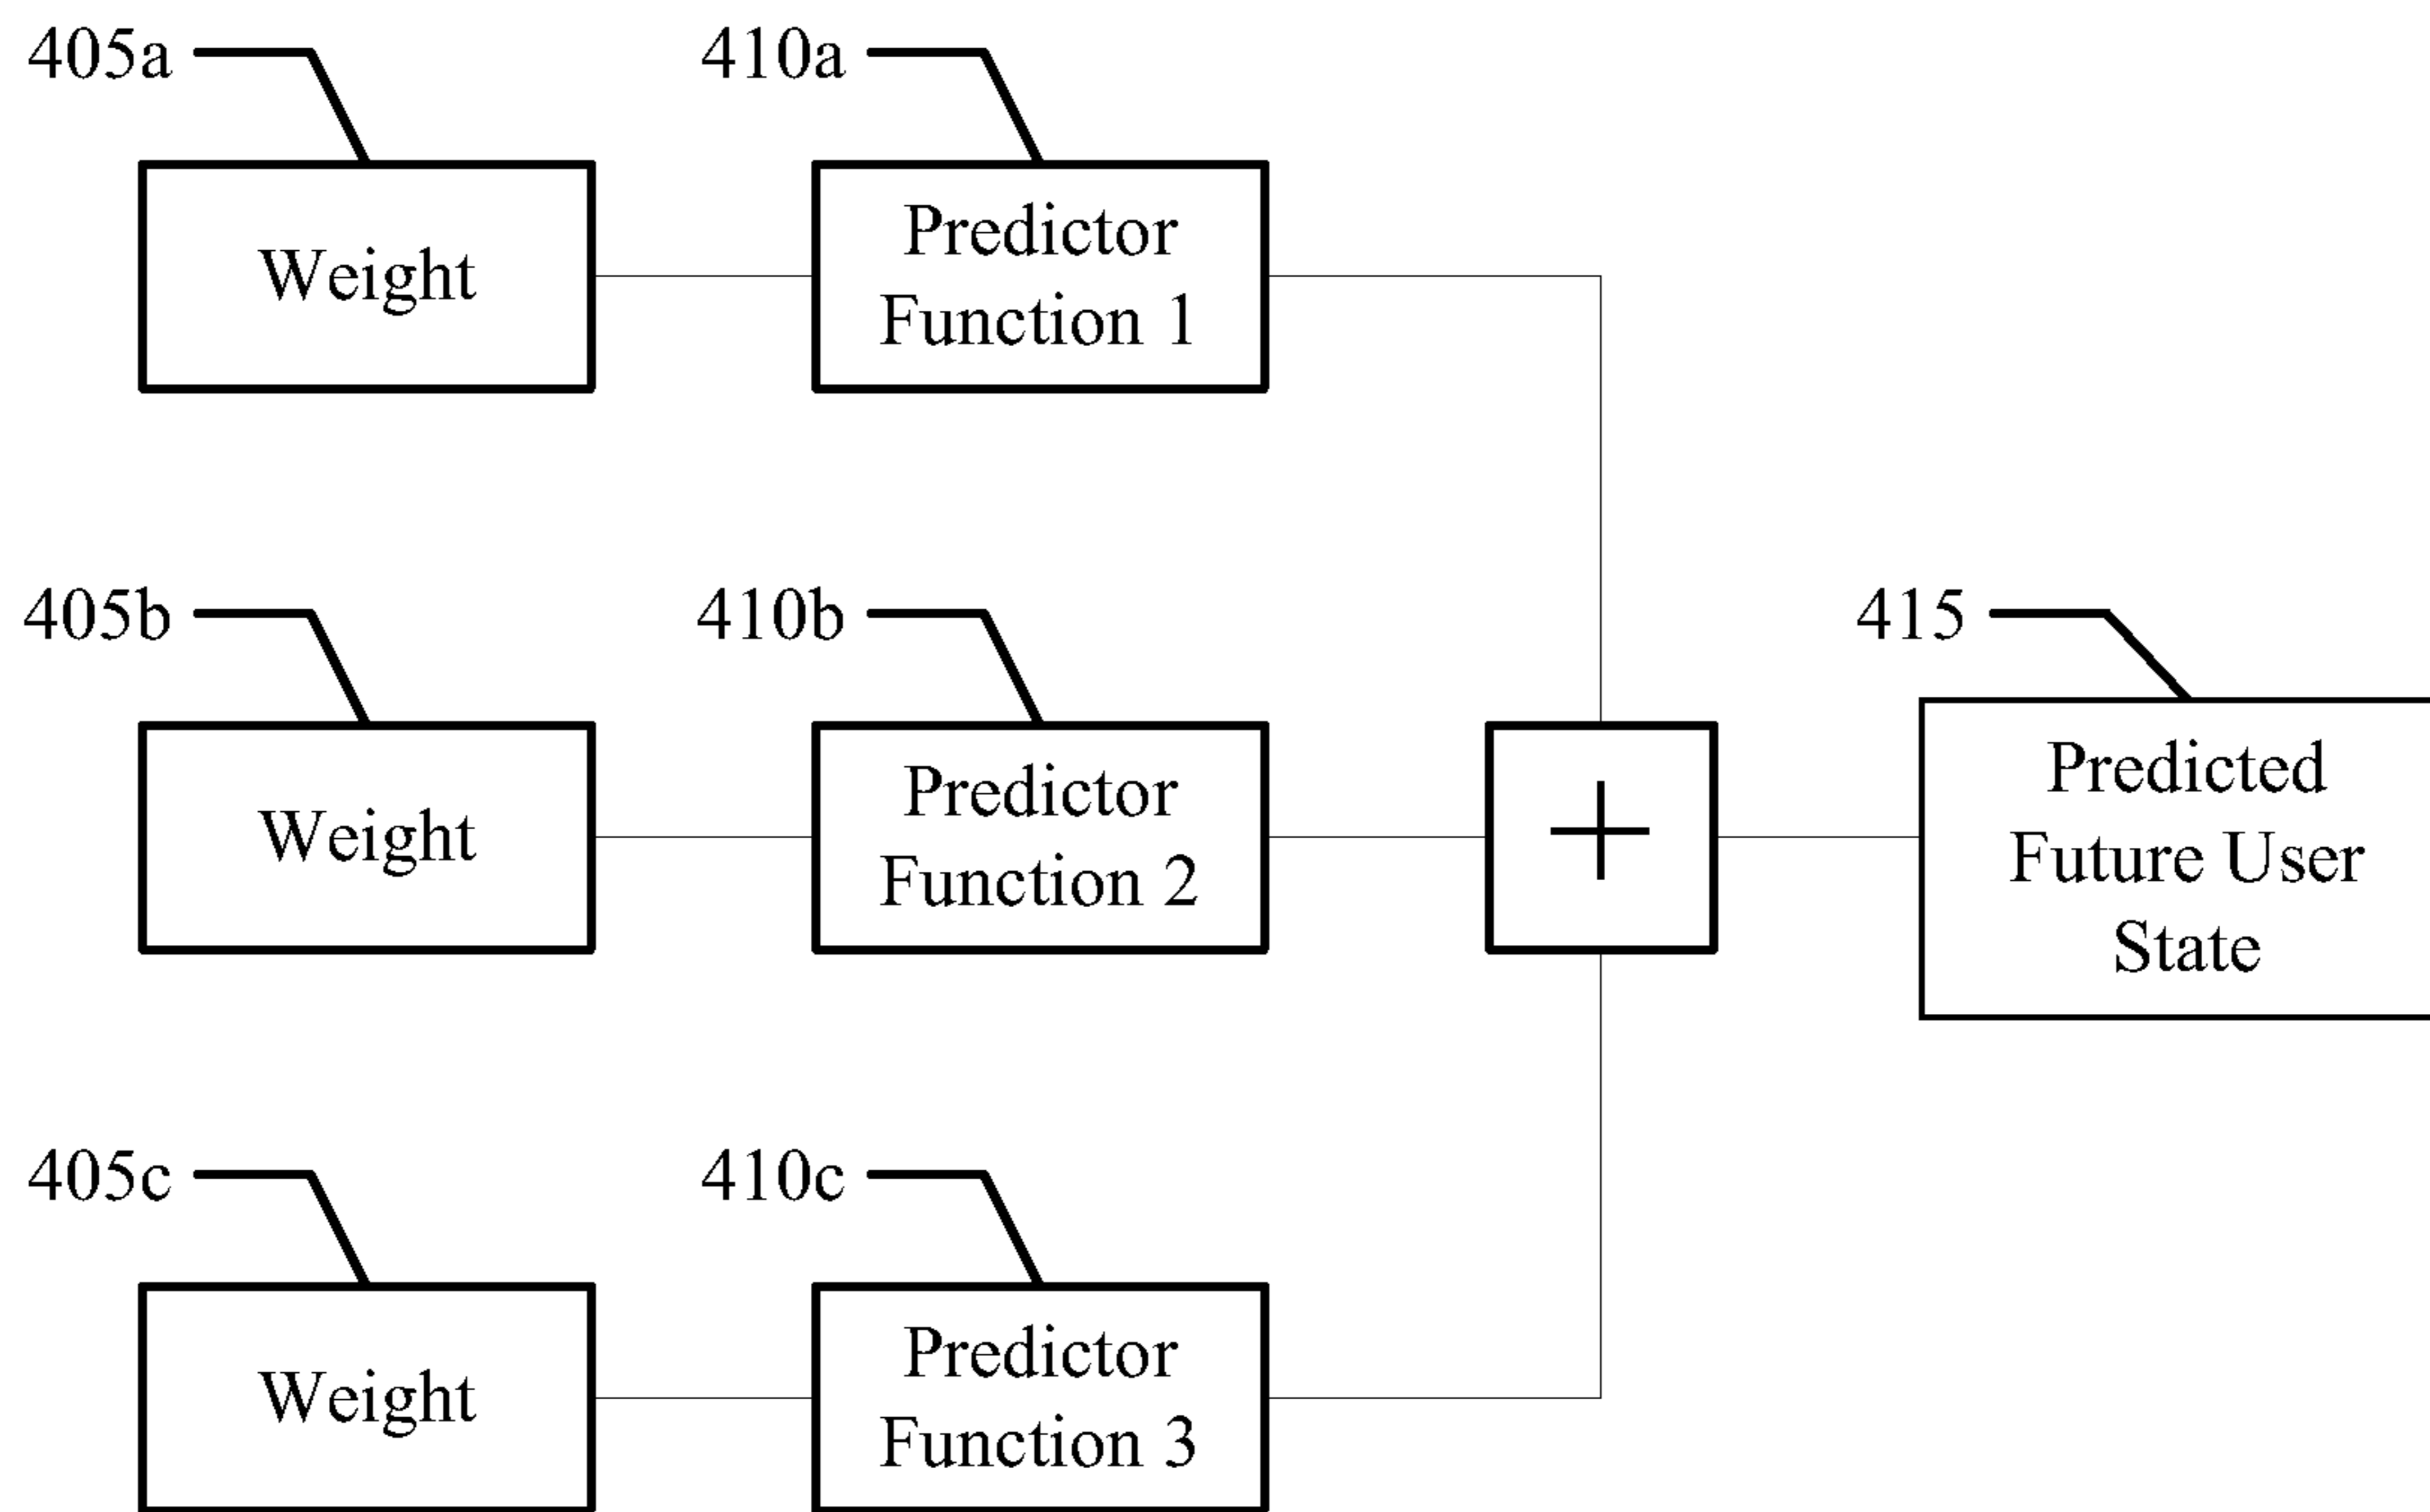 405a
410a
Weight
Predictor
Function 1
405b
410b
415
Weight
Predictor
Function 2
+
Predicted
Future User
State
405c
410c
Weight
Predictor
Function 3